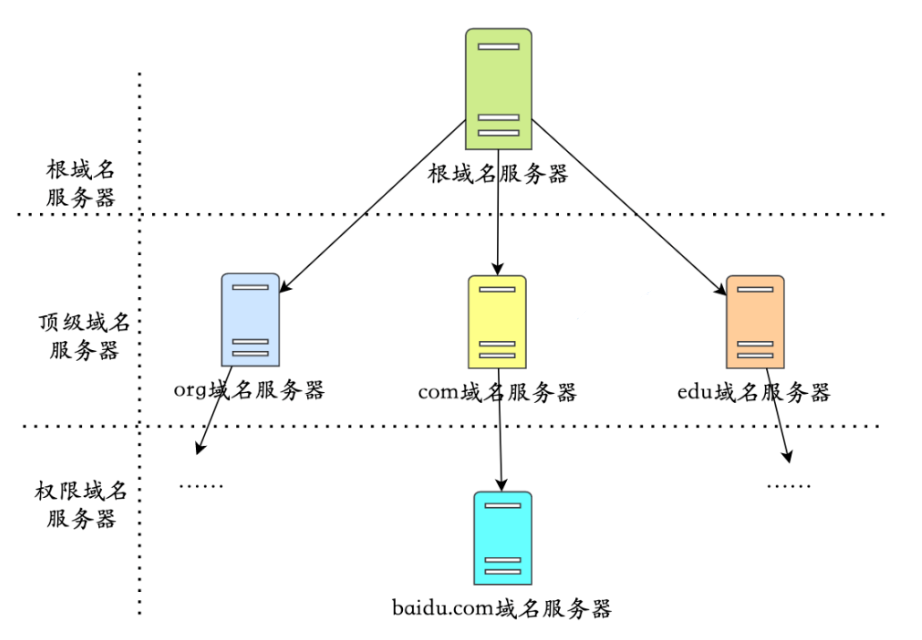 根域名服务器
根域名
服务器
顶级域名
服务器
org域名服务器
com域名服务器
edu域名服务器
权限域名
服务器
......
......
baidu.com域名服务器